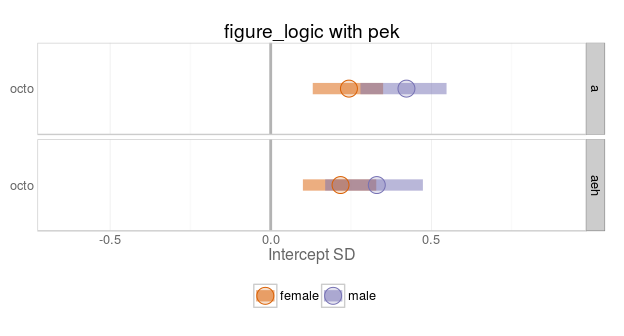 figure_logic with pek
octo
a
octo
aeh
-0.5 0.0 0.5
Intercept SD
female male